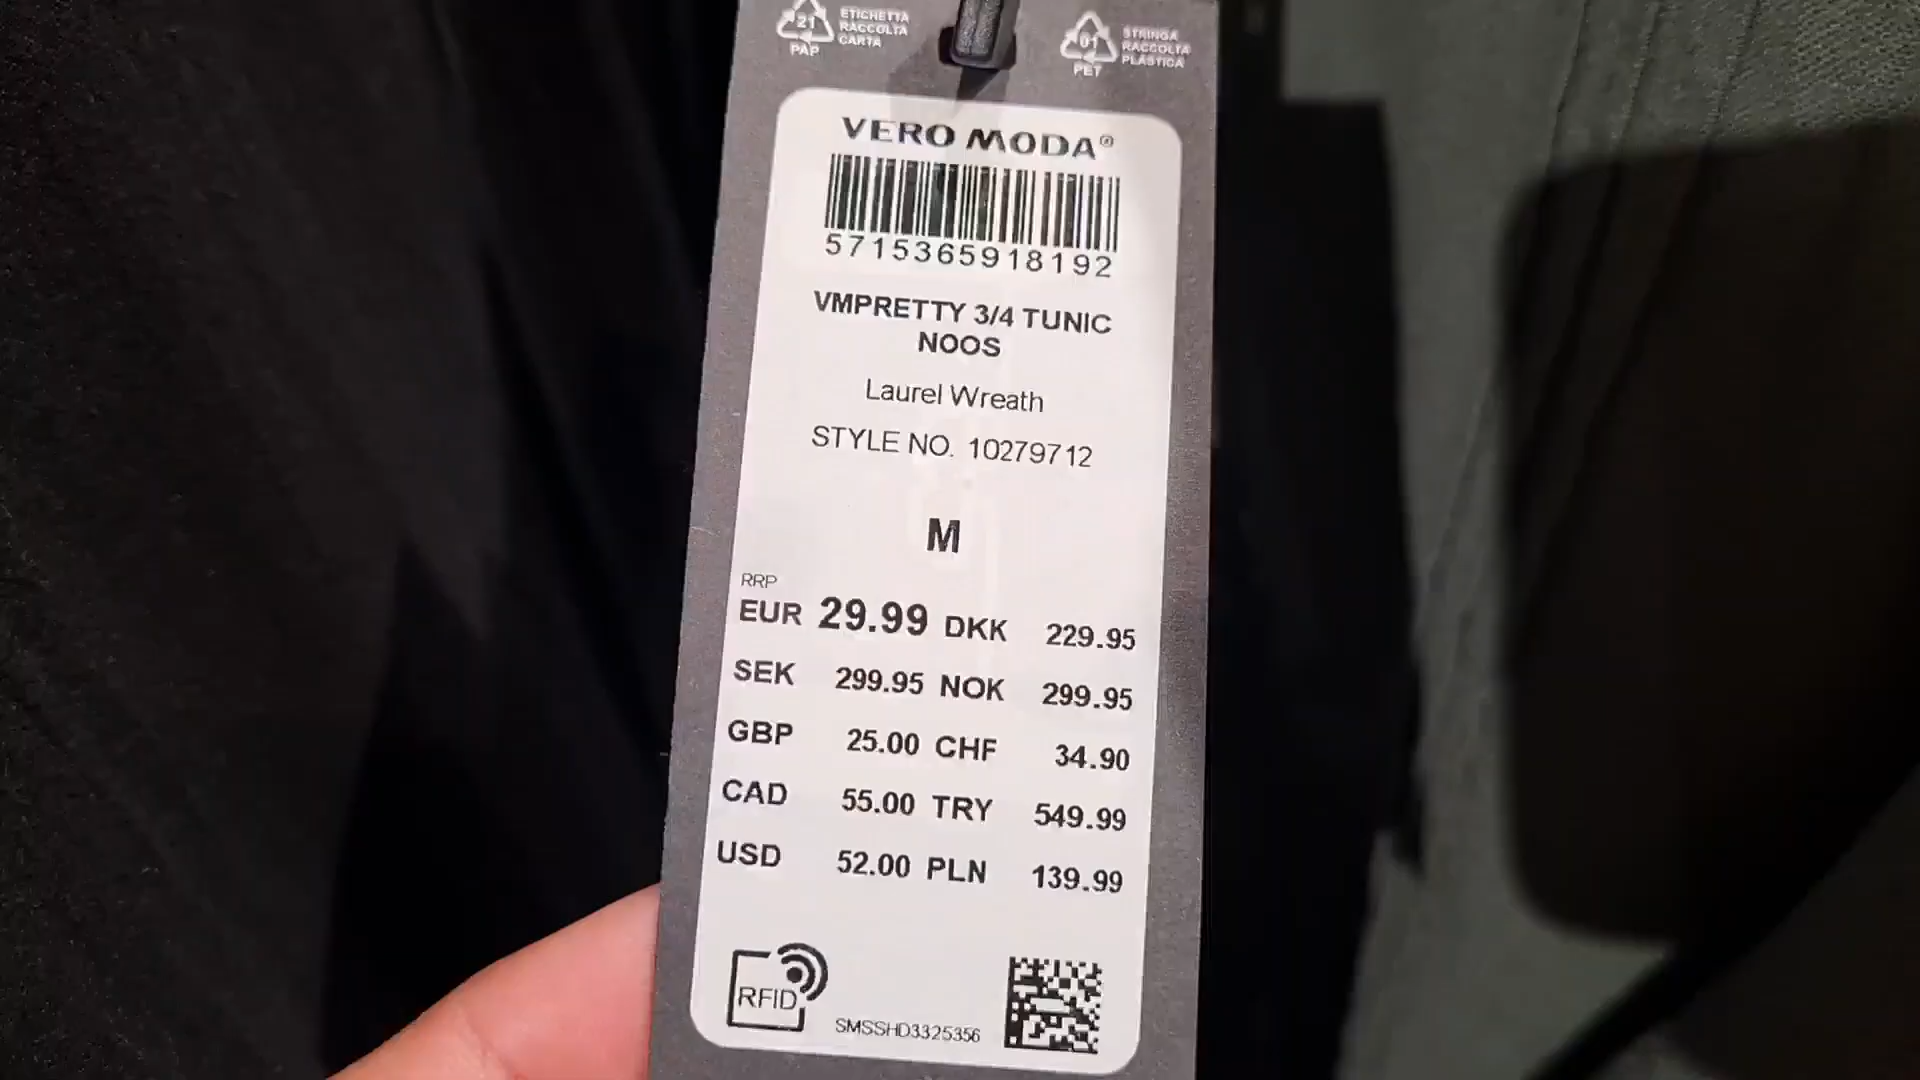 21
PAP
ETICHETTA
RACCOLTA
CARTA
01
PET
STRINGA
RACCOLTA
PLASTICA
VERO MODA®
5715365918192
VMPRETTY 3/4 TUNIC
NOOS
Laurel Wreath
STYLE NO. 10279712
M
RRP
EUR 29.99 DKK 229.95
SEK 299.95 NOK 299.95
GBP 25.00 CHF 34.90
CAD 55.00 TRY 549.99
USD 52.00 PLN 139.99
RFID
SMSSHD3325356